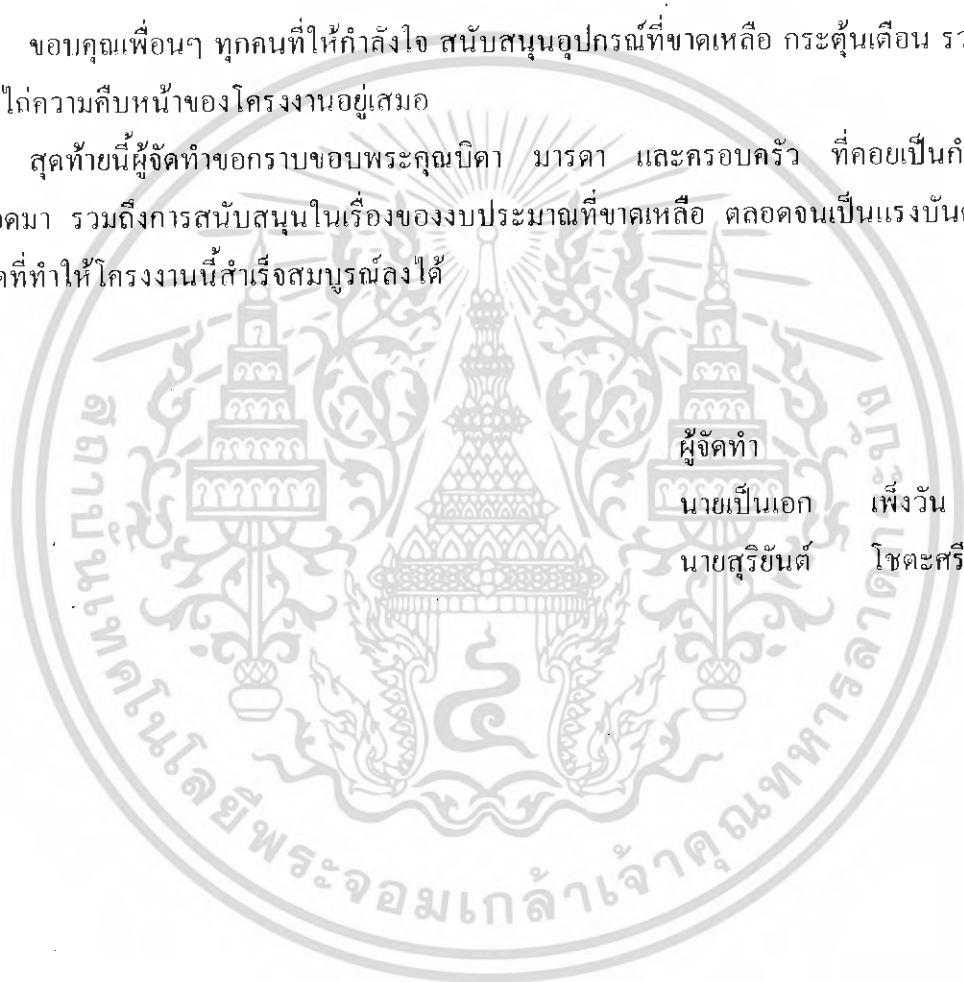 ขอบคุณเพื่อนๆ ทุกคนที่ให้กำลังใจ สนับสนุนอุปกรณ์ที่ขาดเหลือ กระตุ้นเตือน รว
ไถ่ความคืบหน้าของโครงงานอยู่เสมอ
สุดท้ายนี้ผู้จัดทำขอกราบขอบพระคุณบิดา มารดา และครอบครัว ที่คอยเป็นกำ
ดมา รวมถึงการสนับสนุนในเรื่องของงบประมาณที่ขาดเหลือ ตลอดจนเป็นแรงบัน
ที่ทำให้โครงงานนี้สำเร็จสมบูรณ์ลงได้
ผู้จัดทำ
นายเป็นเอก เพ็งวัน
นายสุริยันต์ โชตะศรี
สถาบันเทคโนโลยีพระจอมเกล้าเจ้าคุณทหารลาดกระบัง
๔